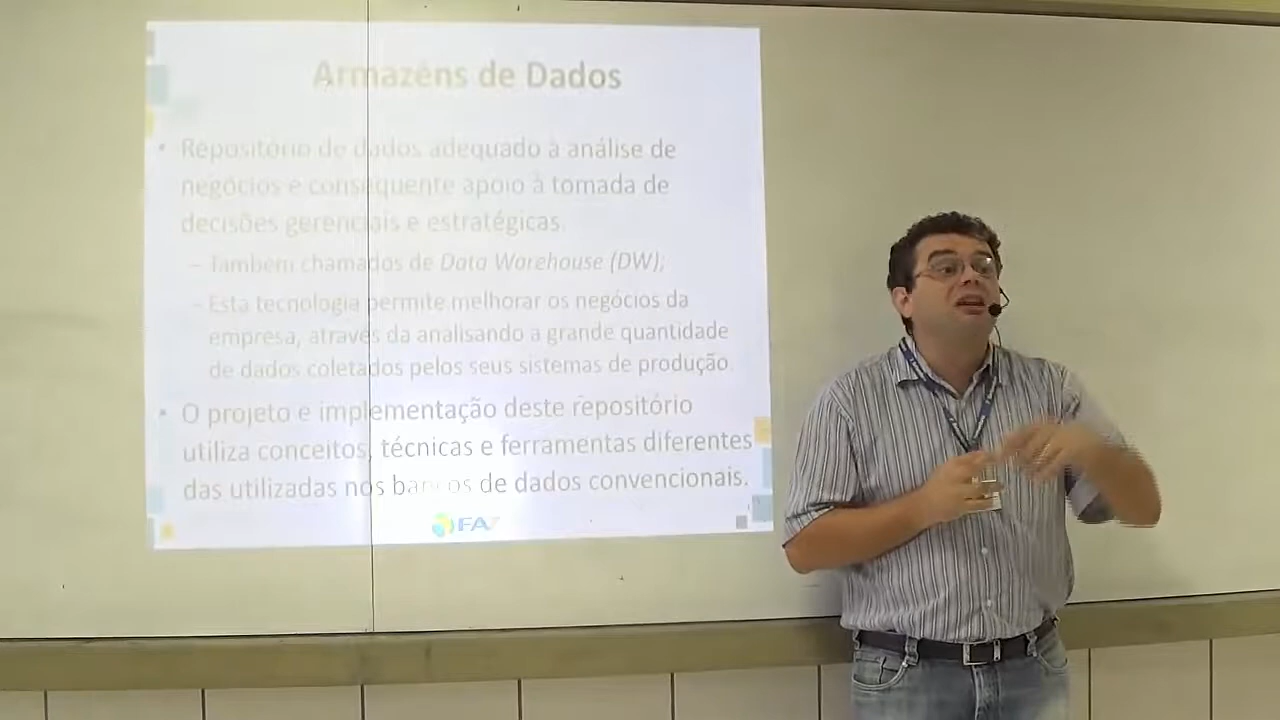 Armazéns de Dados
• Repositório de dados adequado à análise de
negócios e consequente apoio à tomada de
decisões gerenciais e estratégicas.
– Também chamados de Data Warehouse (DW);
– Esta tecnologia permite melhorar os negócios da
empresa, através da analisando a grande quantidade
de dados coletados pelos seus sistemas de produção.
• O projeto e implementação deste repositório
utiliza conceitos, técnicas e ferramentas diferentes
das utilizadas nos bancos de dados convencionais.
FA7